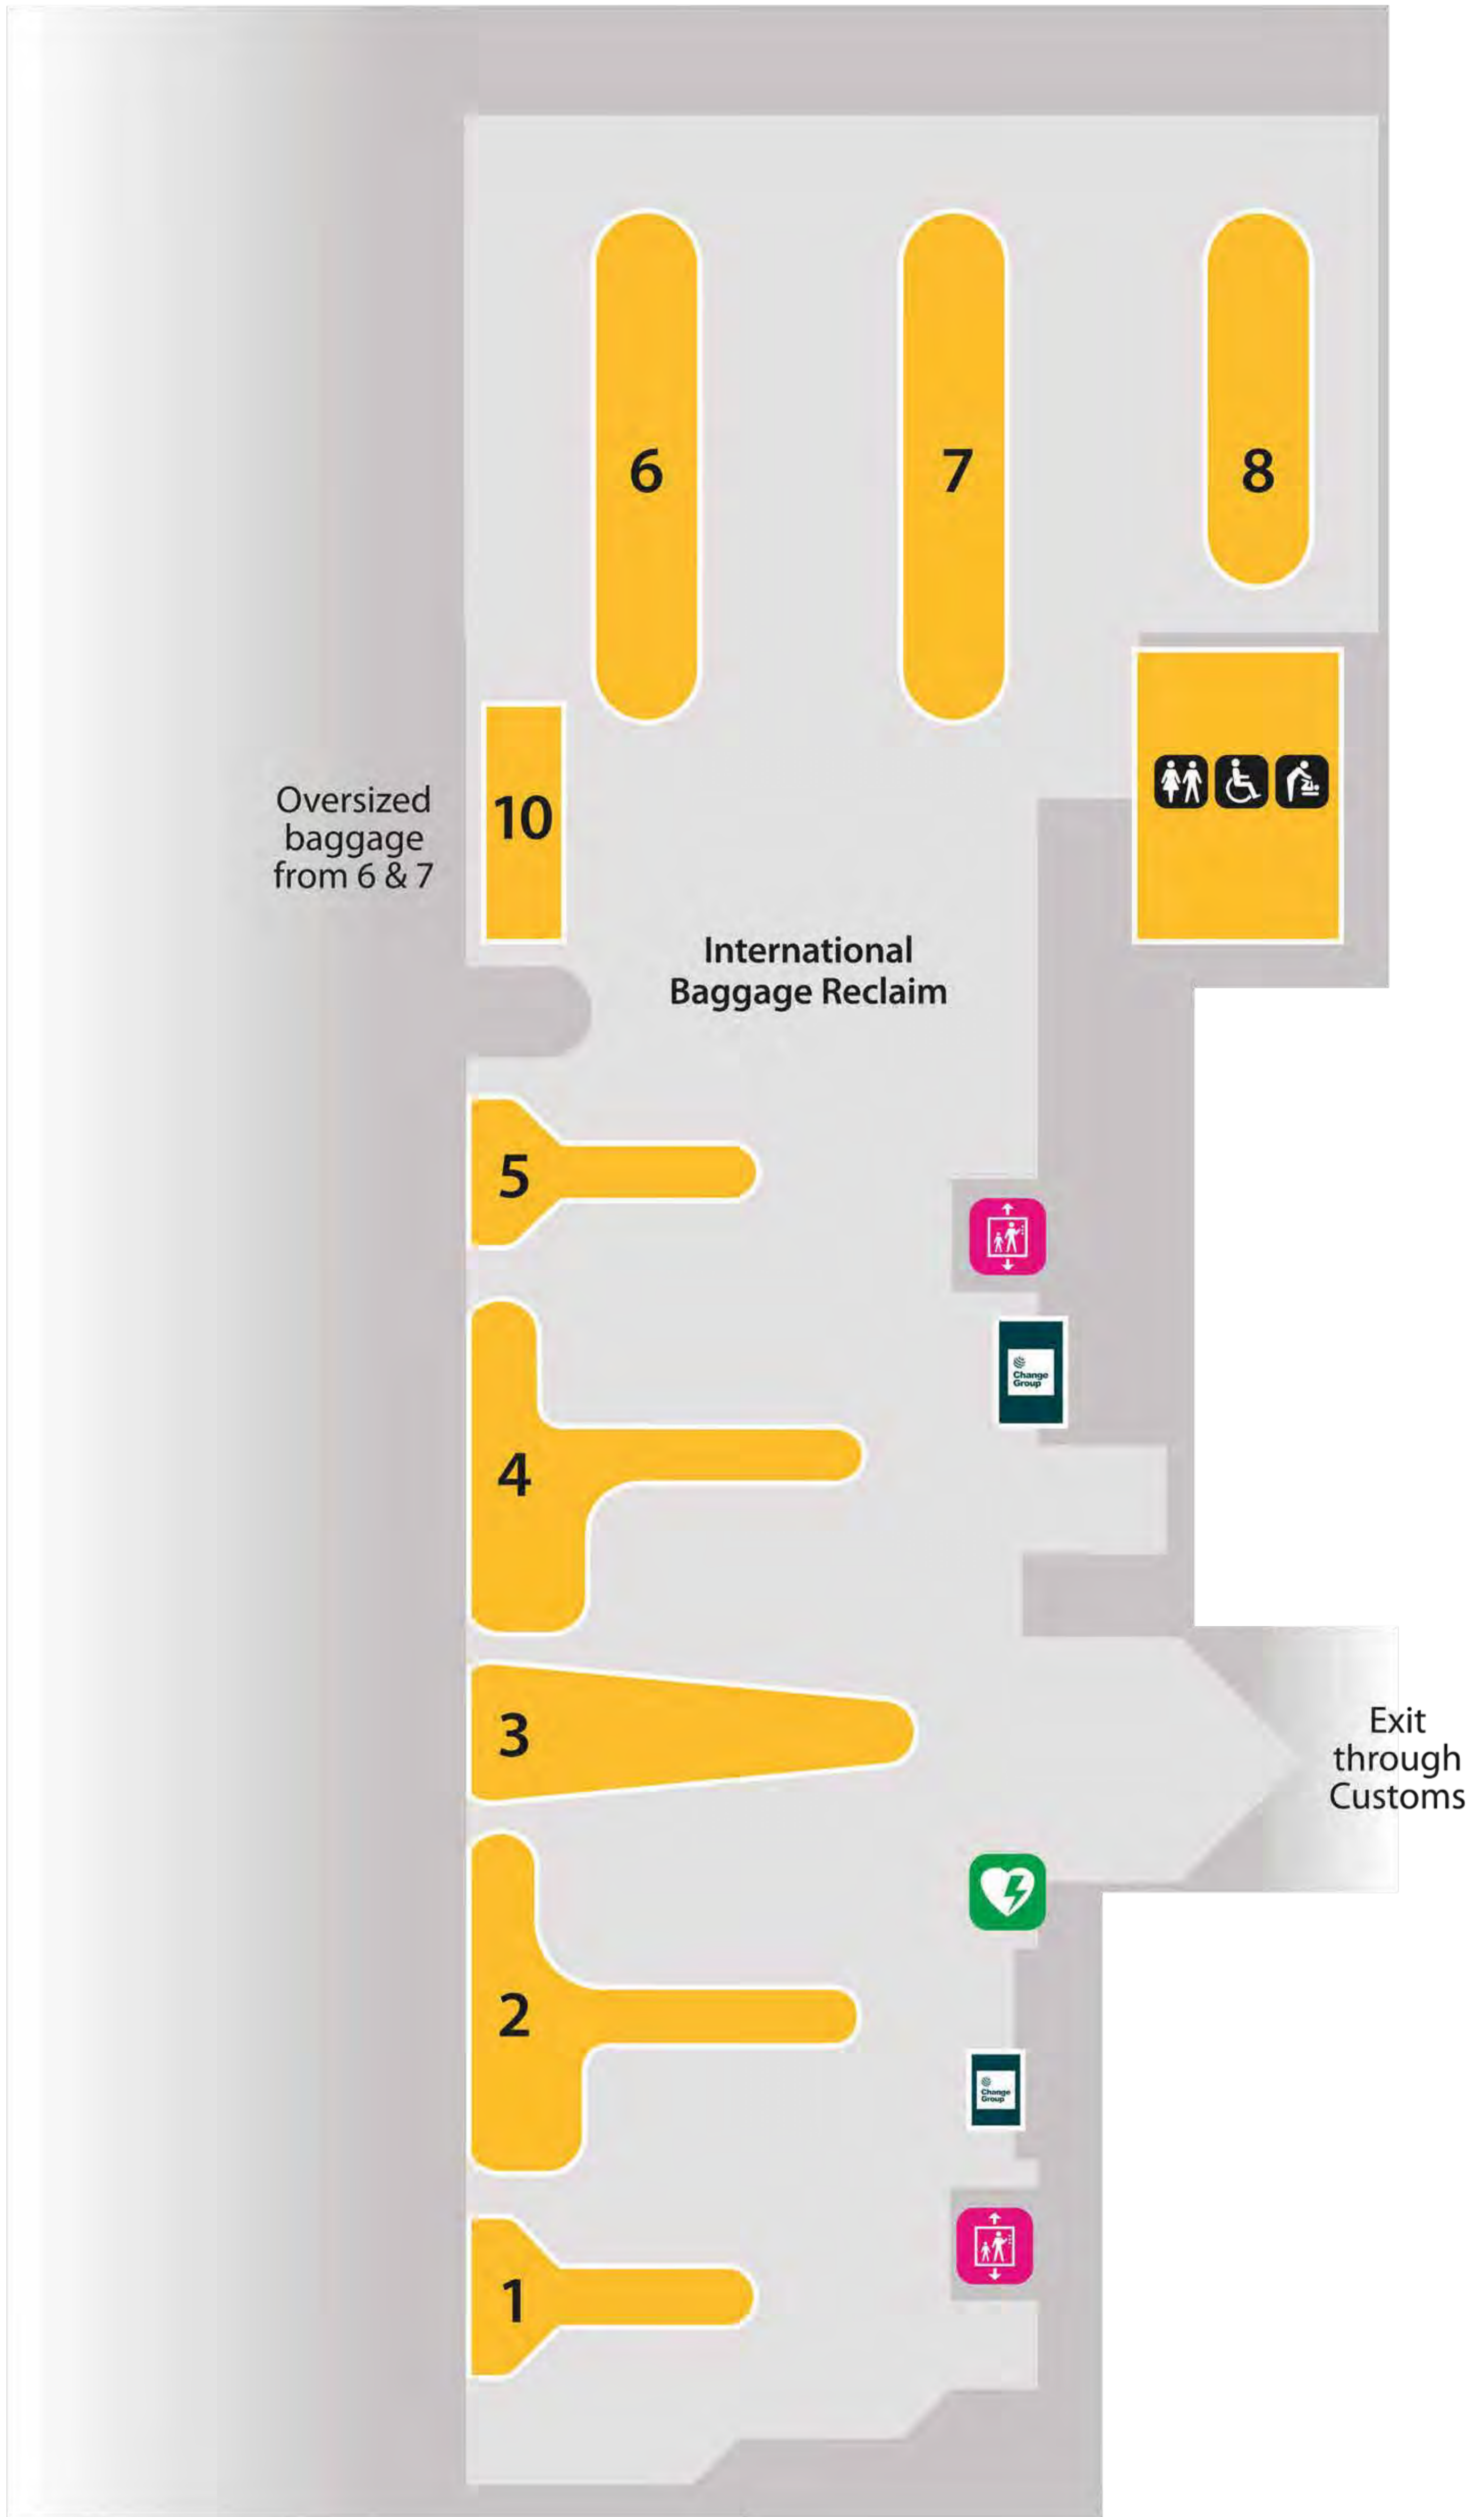 6
7
8
10
Oversized
baggage
from 6 & 7
International
Baggage Reclaim
5
Change
Group
4
3
Exit
through
Customs
2
Change
Group
1